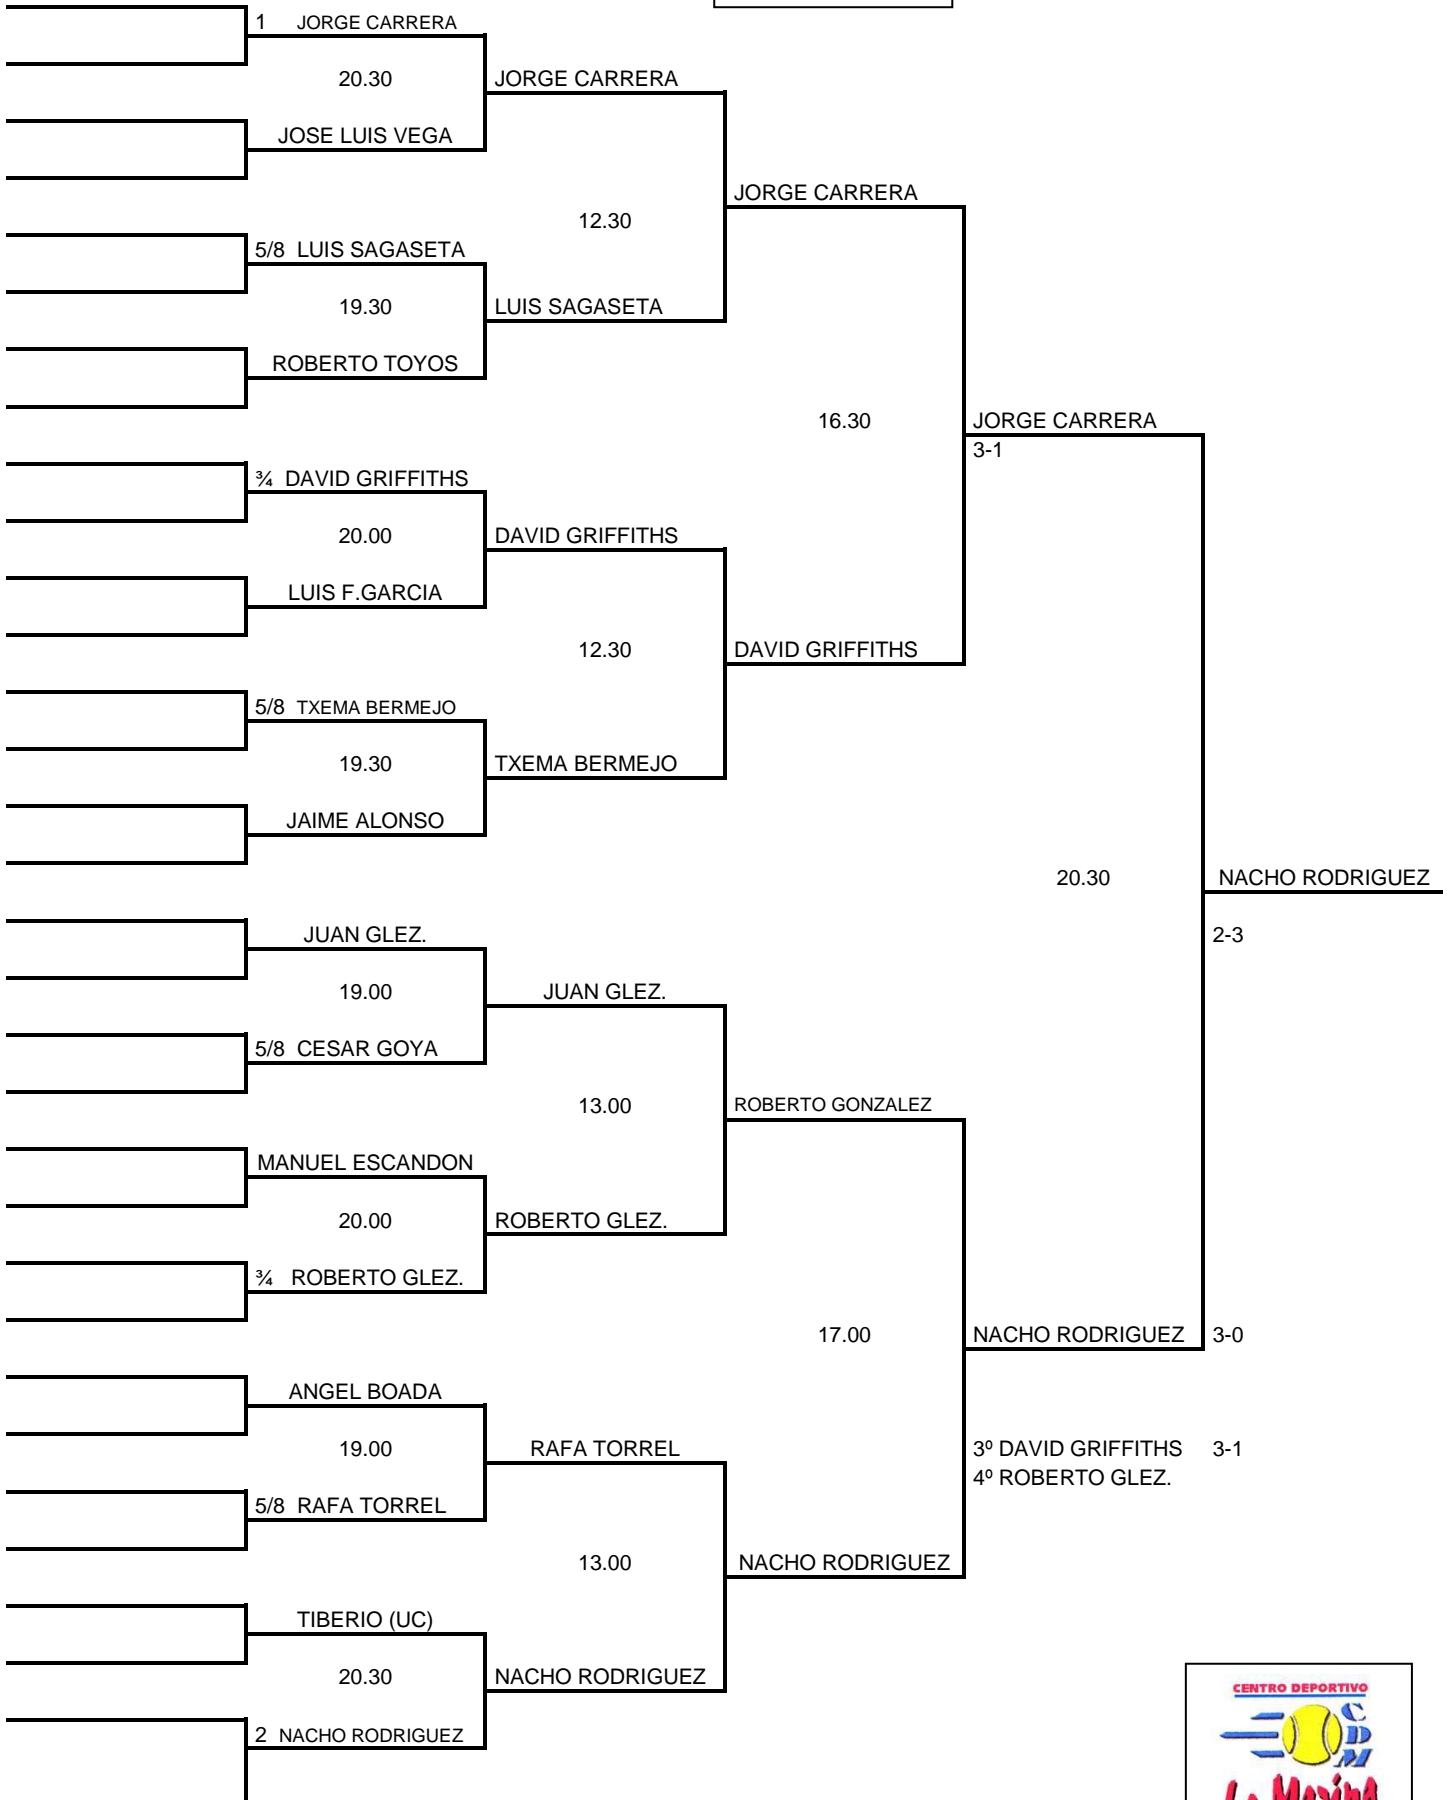 1 JORGE CARRERA
20.30
JORGE CARRERA
JOSE LUIS VEGA
JORGE CARRERA
12.30
5/8 LUIS SAGASETA
19.30
LUIS SAGASETA
ROBERTO TOYOS
16.30
JORGE CARRERA
3-1
¾ DAVID GRIFFITHS
20.00
DAVID GRIFFITHS
LUIS F.GARCIA
12.30
DAVID GRIFFITHS
5/8 TXEMA BERMEJO
19.30
TXEMA BERMEJO
JAIME ALONSO
20.30
NACHO RODRIGUEZ
2-3
JUAN GLEZ.
19.00
JUAN GLEZ.
5/8 CESAR GOYA
13.00
ROBERTO GONZALEZ
MANUEL ESCANDON
20.00
ROBERTO GLEZ.
¾ ROBERTO GLEZ.
17.00
NACHO RODRIGUEZ 3-0
ANGEL BOADA
19.00
RAFA TORREL
3º DAVID GRIFFITHS 3-1
4º ROBERTO GLEZ.
5/8 RAFA TORREL
13.00
NACHO RODRIGUEZ
TIBERIO (UC)
20.30
NACHO RODRIGUEZ
2 NACHO RODRIGUEZ
CENTRO DEPORTIVO
CDM
La Marina